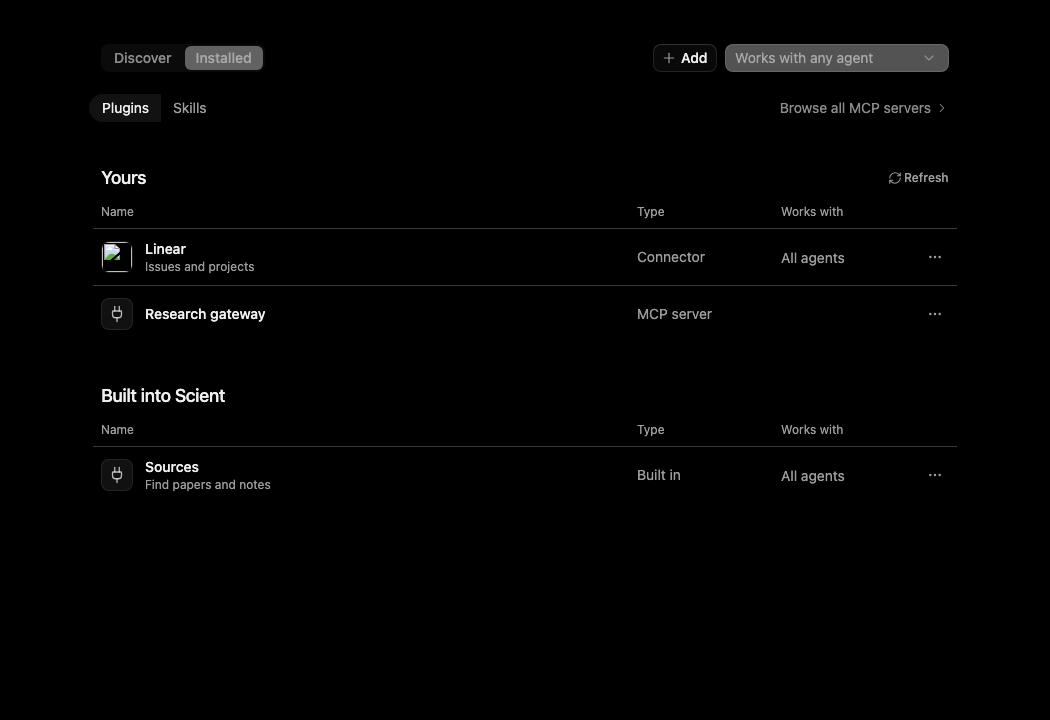 Discover Installed
Add Works with any agent
Plugins Skills Browse all MCP servers
Yours Refresh
Name Type Works with
Linear
Issues and projects Connector All agents
Research gateway MCP server
Built into Scient
Name Type Works with
Sources
Find papers and notes Built in All agents